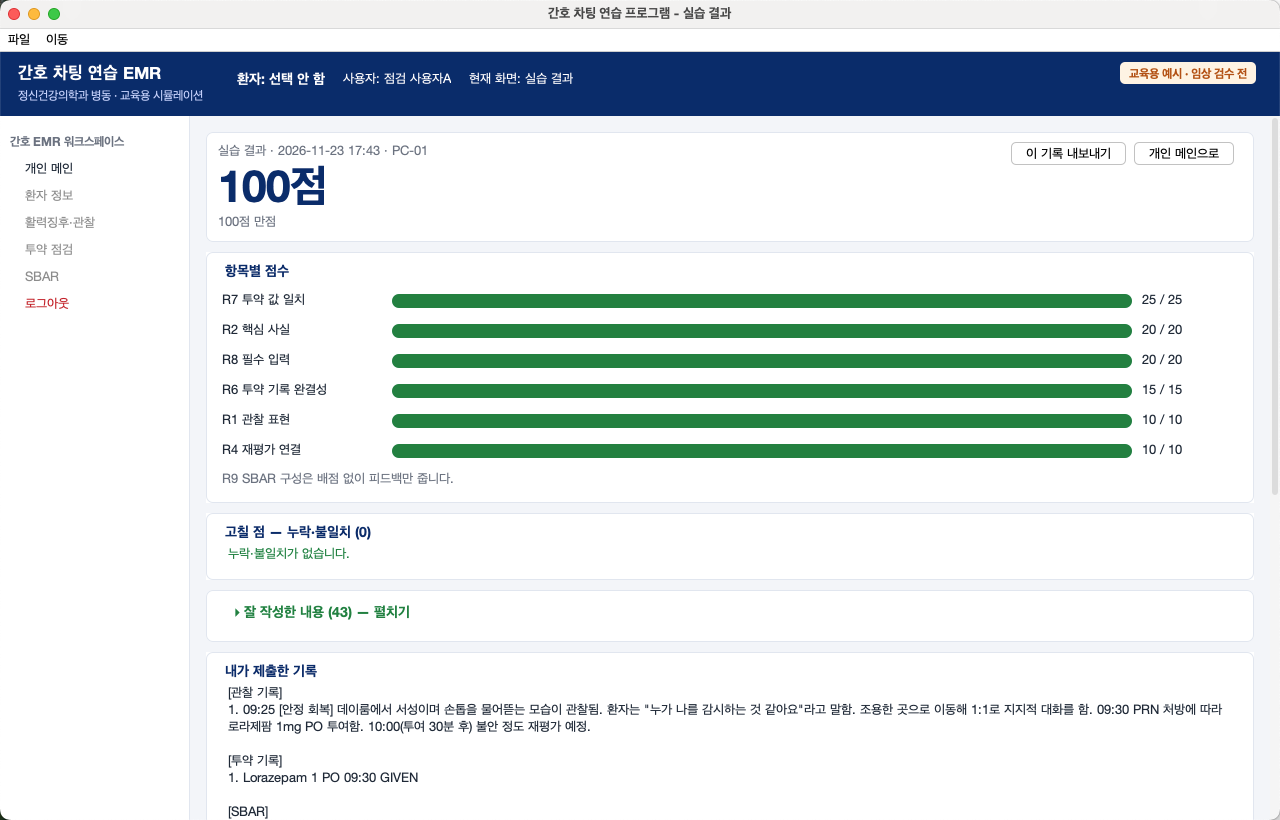 간호 차팅 연습 프로그램 - 실습 결과
파일 이동
간호 차팅 연습 EMR
정신건강의학과 병동 · 교육용 시뮬레이션
환자: 선택 안 함 사용자: 점검 사용자A 현재 화면: 실습 결과
교육용 예시 · 임상 검수 전
간호 EMR 워크스페이스
개인 메인
환자 정보
활력징후·관찰
투약 점검
SBAR
로그아웃
실습 결과 · 2026-11-23 17:43 · PC-01
이 기록 내보내기
개인 메인으로
100점
100점 만점
항목별 점수
R7 투약 값 일치 25 / 25
R2 핵심 사실 20 / 20
R8 필수 입력 20 / 20
R6 투약 기록 완결성 15 / 15
R1 관찰 표현 10 / 10
R4 재평가 연결 10 / 10
R9 SBAR 구성은 배점 없이 피드백만 줍니다.
고칠 점 — 누락·불일치 (0)
누락·불일치가 없습니다.
잘 작성한 내용 (43) — 펼치기
내가 제출한 기록
[관찰 기록]
1. 09:25 [안정 회복] 데이룸에서 서성이며 손톱을 물어뜯는 모습이 관찰됨. 환자는 "누가 나를 감시하는 것 같아요"라고 말함. 조용한 곳으로 이동해 1:1로 지지적 대화를 함. 09:30 PRN 처방에 따라
로라제팜 1mg PO 투여함. 10:00(투여 30분 후) 불안 정도 재평가 예정.
[투약 기록]
1. Lorazepam 1 PO 09:30 GIVEN
[SBAR]